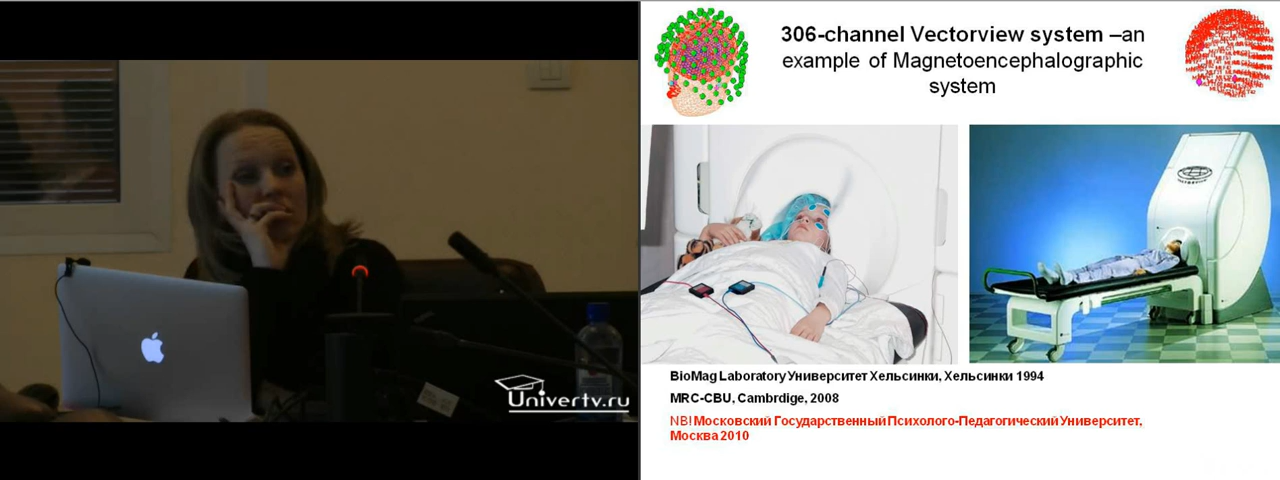 306-channel Vectorview system –an
example of Magnetoencephalographic
system
BioMag Laboratory Университет Хельсинки, Хельсинки 1994
MRC-CBU, Cambrdige, 2008
NB! Московский Государственный Психолого-Педагогический Университет,
Москва 2010
Univertv.ru